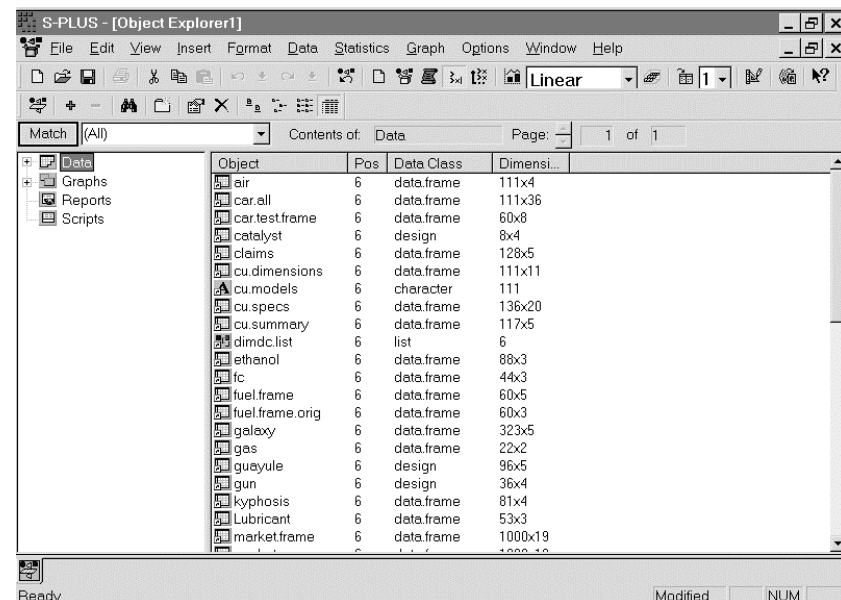 S-PLUS - [Object Explorer1]
File Edit View Insert Format Data Statistics Graph Options Window Help
Linear 1
Match (All) Contents of: Data Page: 1 of 1
Data
Graphs
Reports
Scripts
Object Pos Data Class Dimensi...
air 6 data.frame 111x4
car.all 6 data.frame 111x36
car.test.frame 6 data.frame 60x8
catalyst 6 design 8x4
claims 6 data.frame 128x5
cu.dimensions 6 data.frame 111x11
cu.models 6 character 111
cu.specs 6 data.frame 136x20
cu.summary 6 data.frame 117x5
dimdc.list 6 list 6
ethanol 6 data.frame 88x3
fc 6 data.frame 44x3
fuel.frame 6 data.frame 60x5
fuel.frame.orig 6 data.frame 60x3
galaxy 6 data.frame 323x5
gas 6 data.frame 22x2
guayule 6 design 96x5
gun 6 design 36x4
kyphosis 6 data.frame 81x4
Lubricant 6 data.frame 53x3
market.frame 6 data.frame 1000x19
Ready Modified NUM